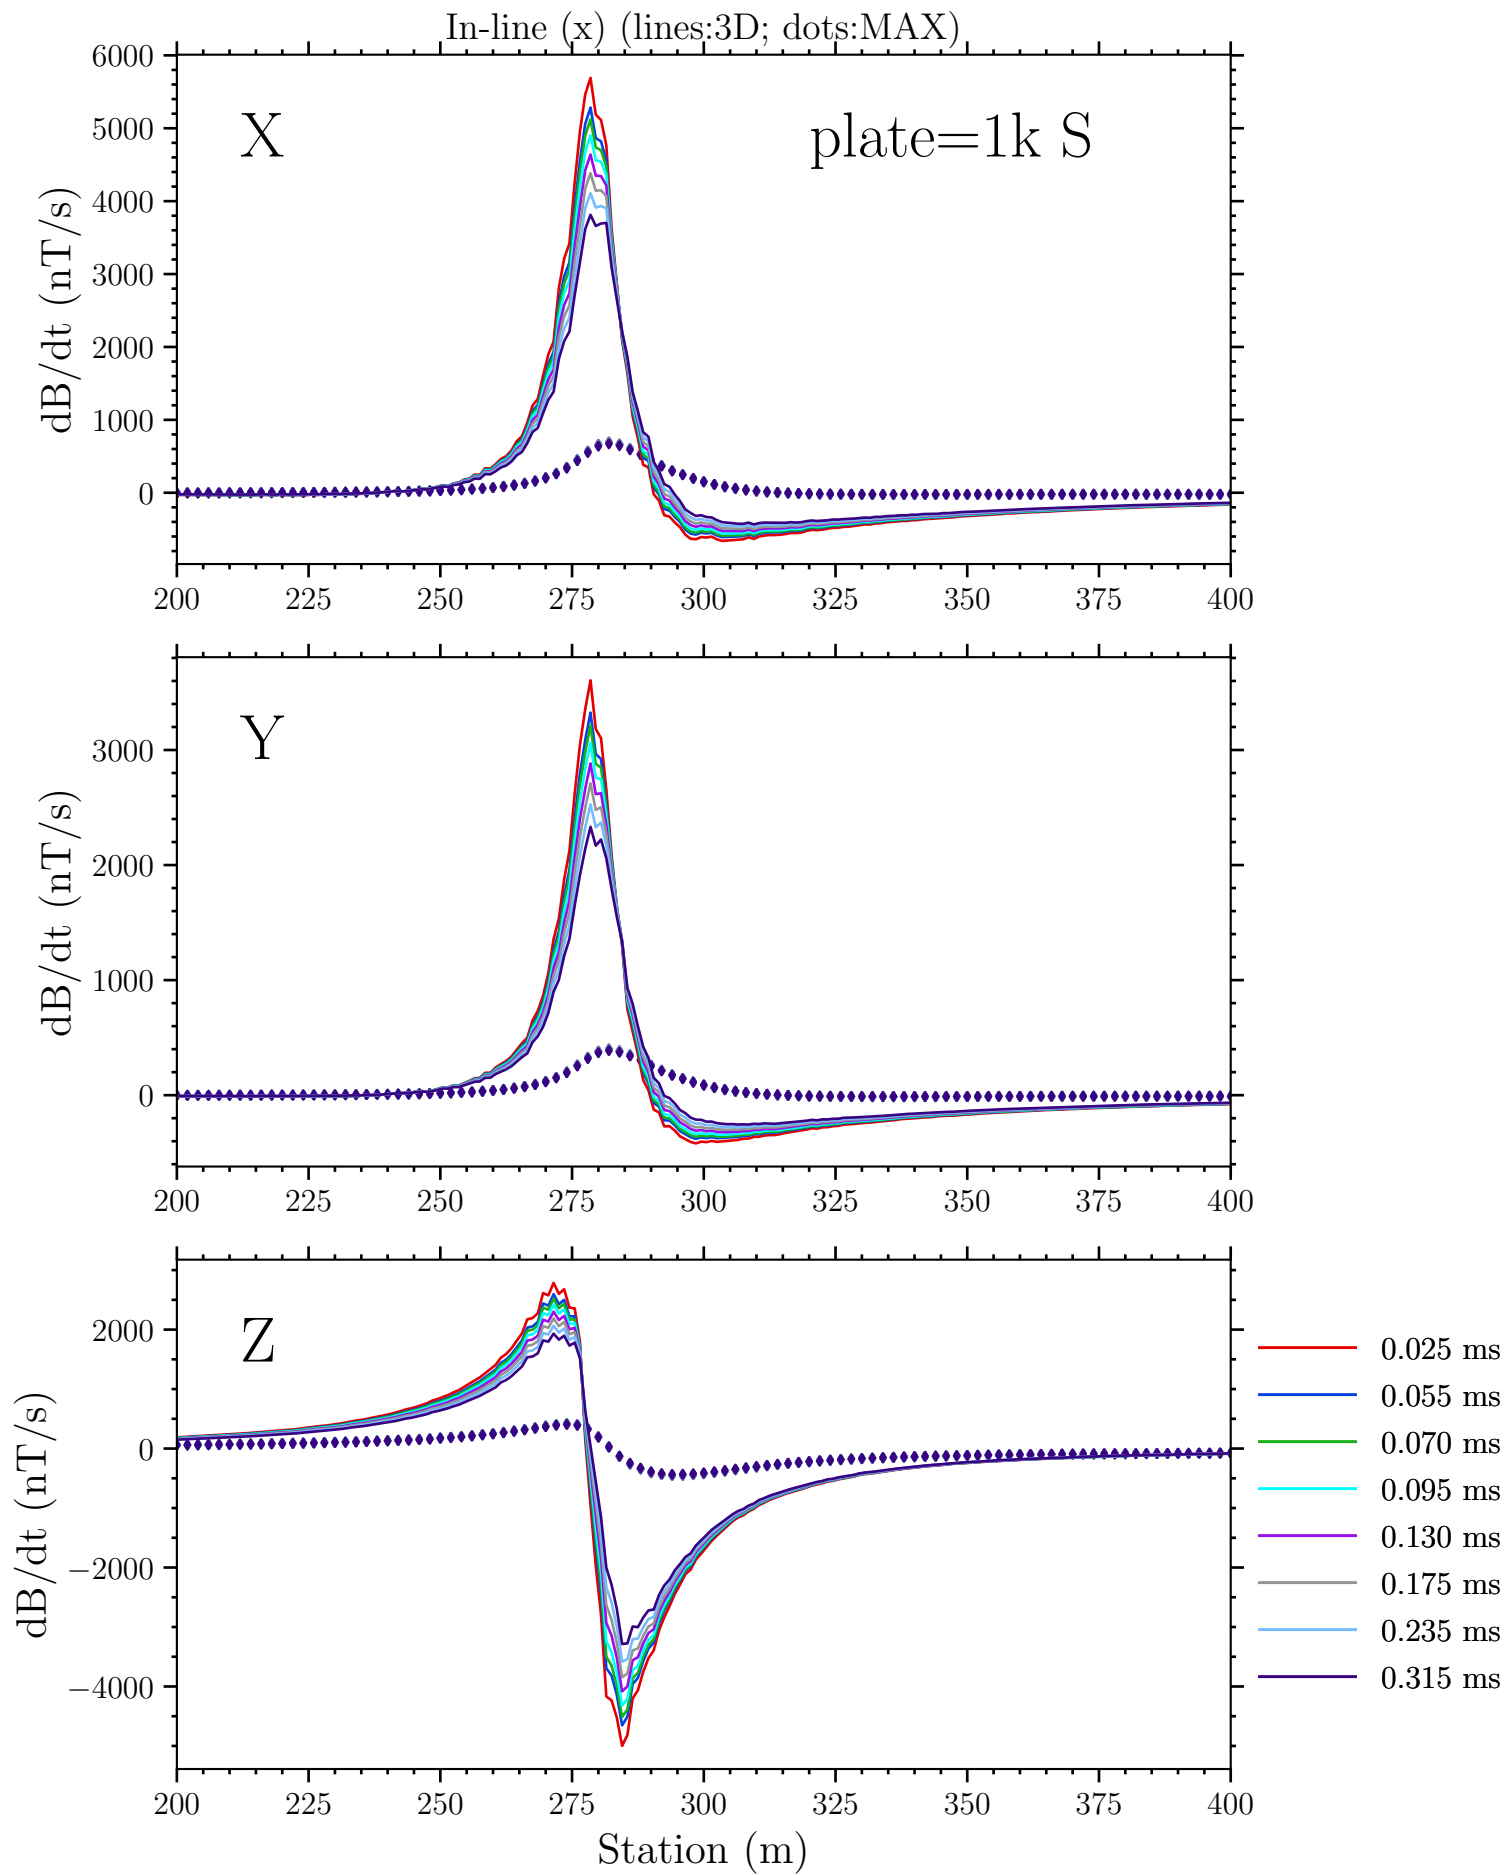 In-line (x) (lines:3D; dots:MAX)
6000
5000
4000
3000
2000
1000
0
dB/dt (nT/s)
X
plate=1k S
200 225 250 275 300 325 350 375 400
3000
2000
1000
0
dB/dt (nT/s)
Y
200 225 250 275 300 325 350 375 400
2000
0
−2000
−4000
dB/dt (nT/s)
Z
200 225 250 275 300 325 350 375 400
Station (m)
0.025 ms
0.055 ms
0.070 ms
0.095 ms
0.130 ms
0.175 ms
0.235 ms
0.315 ms